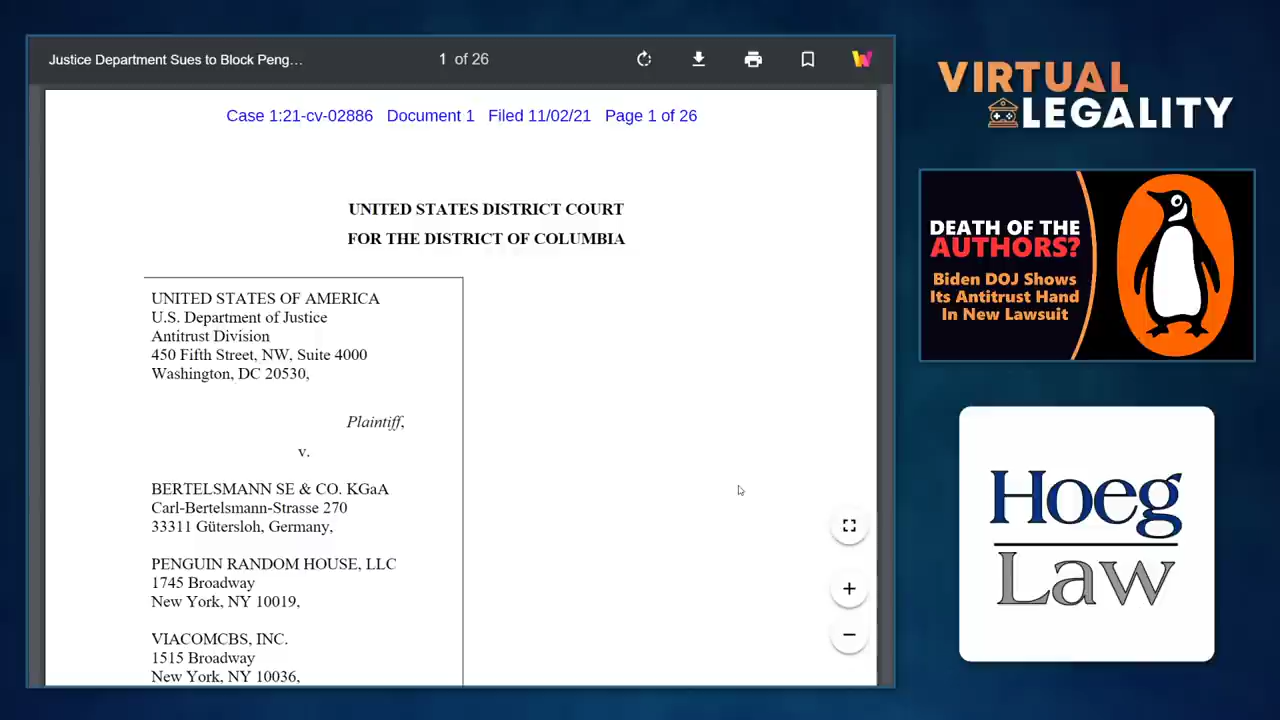 Justice Department Sues to Block Peng...
1 of 26
Case 1:21-cv-02886 Document 1 Filed 11/02/21 Page 1 of 26
UNITED STATES DISTRICT COURT
FOR THE DISTRICT OF COLUMBIA
UNITED STATES OF AMERICA
U.S. Department of Justice
Antitrust Division
450 Fifth Street, NW, Suite 4000
Washington, DC 20530,
Plaintiff,
v.
BERTELSMANN SE & CO. KGaA
Carl-Bertelsmann-Strasse 270
33311 Gütersloh, Germany,
PENGUIN RANDOM HOUSE, LLC
1745 Broadway
New York, NY 10019,
VIACOMCBS, INC.
1515 Broadway
New York, NY 10036,
VIRTUAL
LEGALITY
DEATH OF THE
AUTHORS?
Biden DOJ Shows
Its Antitrust Hand
In New Lawsuit
Hoeg
Law